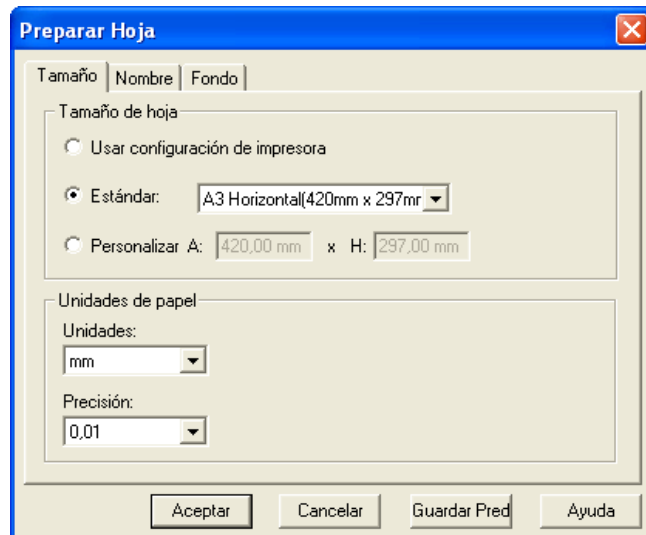 Preparar Hoja
Tamaño Nombre Fondo
Tamaño de hoja
Usar configuración de impresora
Estándar: A3 Horizontal(420mm x 297mr
Personalizar A: 420,00 mm x H: 297,00 mm
Unidades de papel
Unidades:
mm
Precisión:
0,01
Aceptar Cancelar Guardar Pred Ayuda